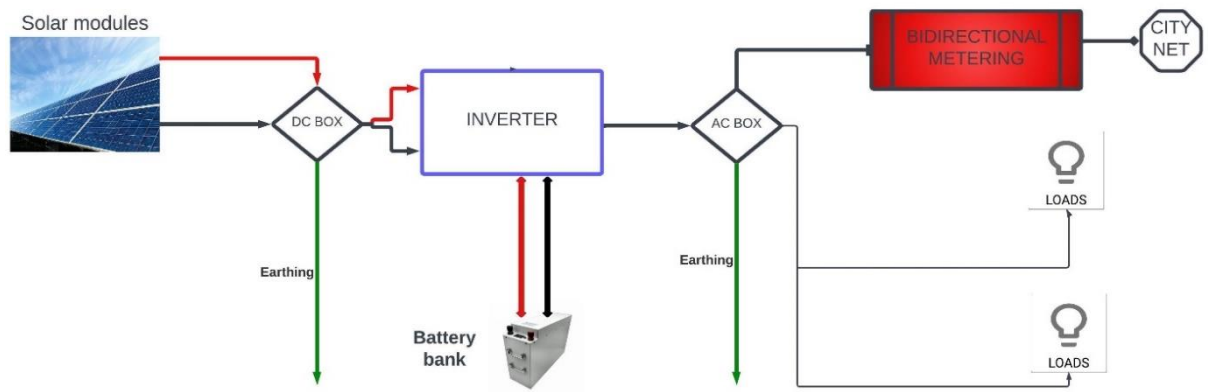 Solar modules
DC BOX
INVERTER
AC BOX
BIDIRECTIONAL
METERING
CITY
NET
LOADS
Earthing
Earthing
Battery
bank
LOADS